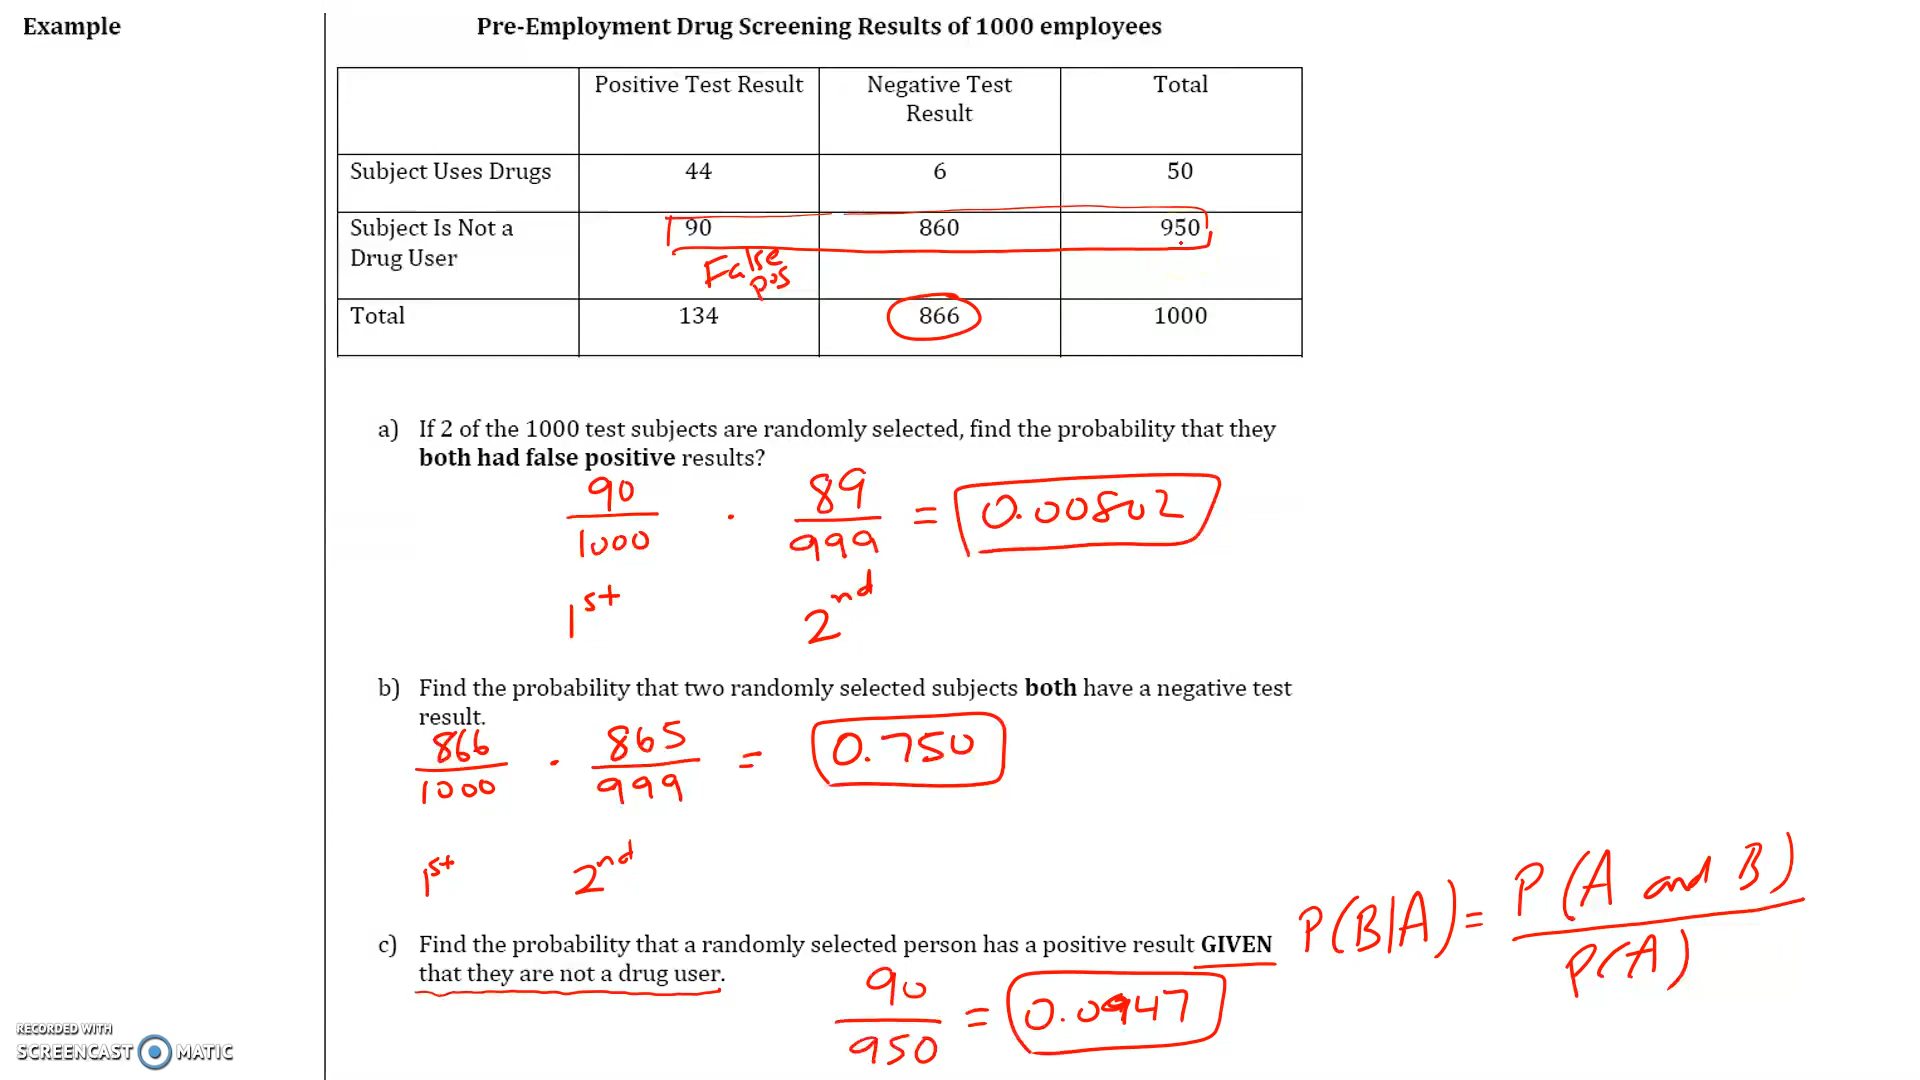 Example
Pre-Employment Drug Screening Results of 1000 employees
Positive Test Result
Negative Test
Result
Total
Subject Uses Drugs
44
6
50
Subject Is Not a
Drug User
90
860
950
False
pos
Total
134
866
1000
a) If 2 of the 1000 test subjects are randomly selected, find the probability that they
both had false positive results?
90/1000 · 89/999 = 0.00802
1st 2nd
b) Find the probability that two randomly selected subjects both have a negative test
result.
866/1000 · 865/999 = 0.750
1st 2nd
c) Find the probability that a randomly selected person has a positive result GIVEN
that they are not a drug user.
P(B|A) = P(A and B)/P(A)
90/950 = 0.0947
RECORDED WITH
SCREENCAST MATIC